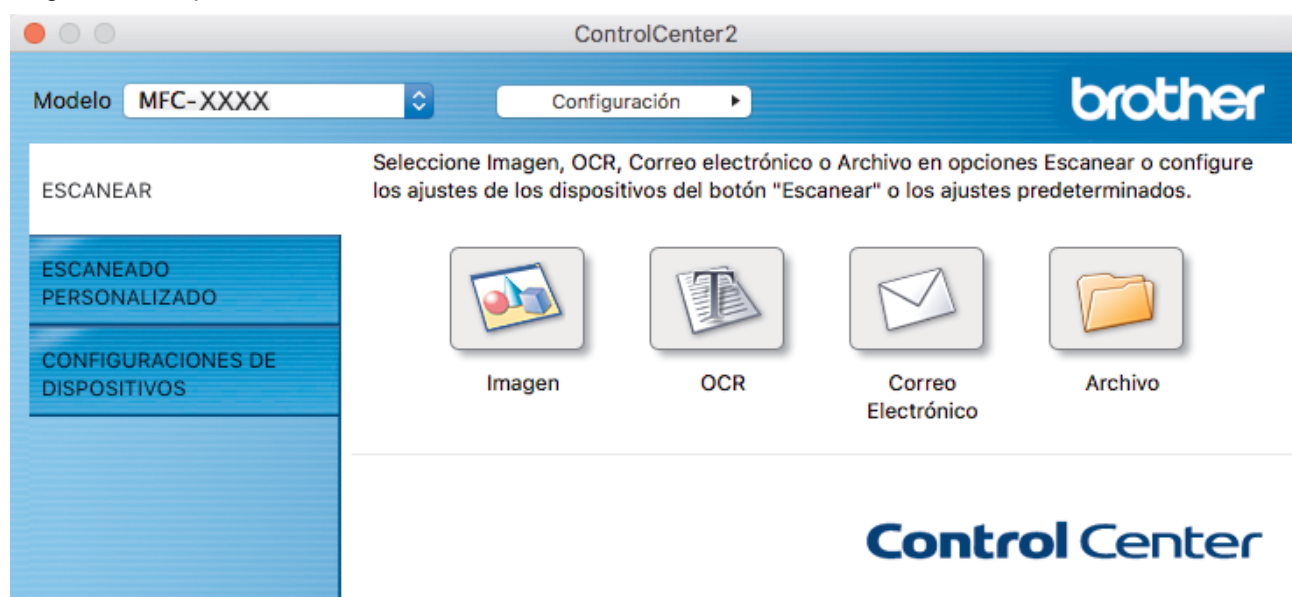 ControlCenter2
Modelo MFC-XXXX Configuración brother
ESCANEAR
Seleccione Imagen, OCR, Correo electrónico o Archivo en opciones Escanear o configure
los ajustes de los dispositivos del botón "Escanear" o los ajustes predeterminados.
ESCANEADO
PERSONALIZADO
CONFIGURACIONES DE
DISPOSITIVOS
Imagen
OCR
Correo
Electrónico
Archivo
Control Center